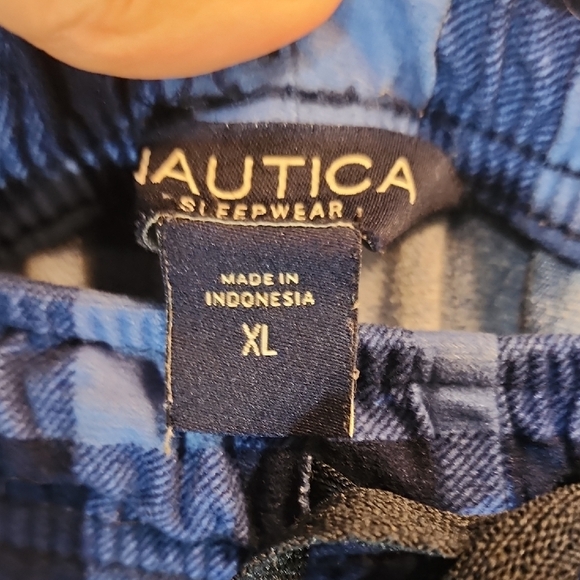 NAUTICA
SLEEPWEAR
MADE IN
INDONESIA
XL